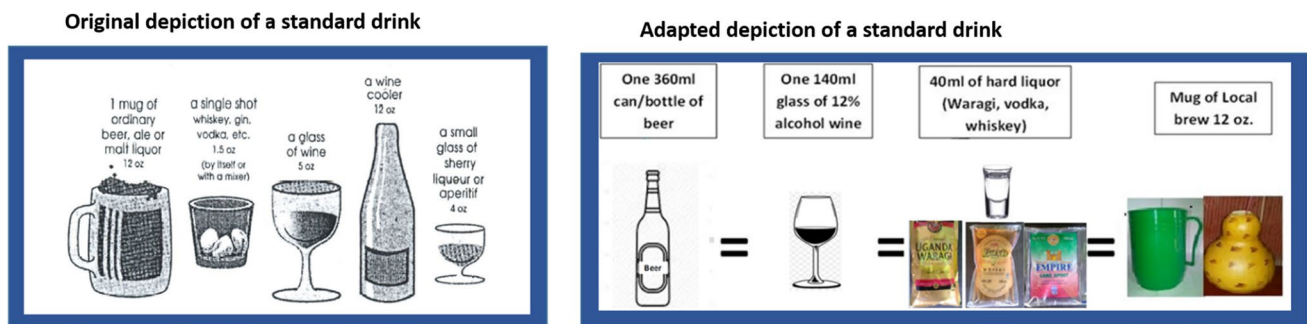 Original depiction of a standard drink
1 mug of
ordinary
beer, ale or
malt liquor
12 oz
a single shot
whiskey, gin,
vodka, etc.
1.5 oz
(by itself or
with a mixer)
a glass
of wine
5 oz
a wine
cooler
12 oz
a small
glass of
sherry
liqueur or
aperitif
4 oz
Adapted depiction of a standard drink
One 360ml
can/bottle of
beer
One 140ml
glass of 12%
alcohol wine
40ml of hard liquor
(Waragi, vodka,
whiskey)
Mug of Local
brew 12 oz.
Beer
=
=
UGANDA
WARAGI
EMPIRE
=